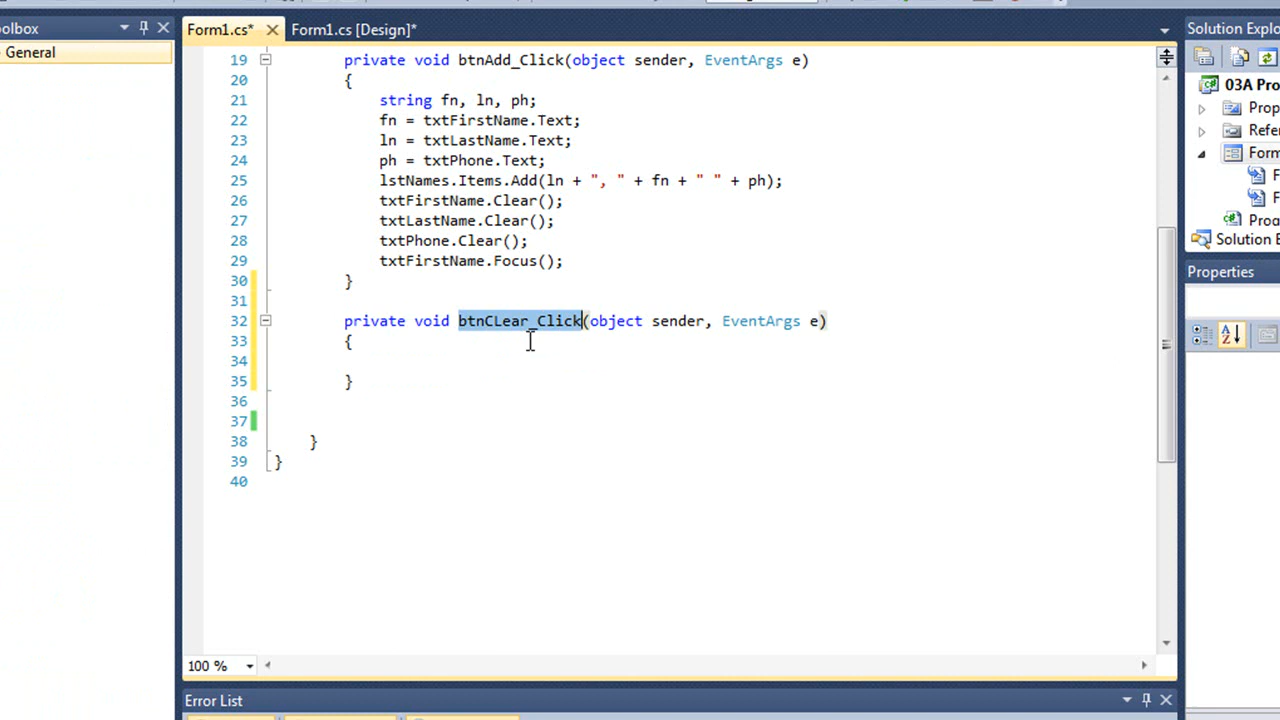 oolbox
Form1.cs*
Form1.cs [Design]*
Solution Explo
General
19 private void btnAdd_Click(object sender, EventArgs e)
20 {
21 string fn, ln, ph;
22 fn = txtFirstName.Text;
23 ln = txtLastName.Text;
24 ph = txtPhone.Text;
25 lstNames.Items.Add(ln + ", " + fn + " " + ph);
26 txtFirstName.Clear();
27 txtLastName.Clear();
28 txtPhone.Clear();
29 txtFirstName.Focus();
30 }
31
32 private void btnCLear_Click(object sender, EventArgs e)
33 {
34
35 }
36
37
38 }
39 }
40
100 %
Error List
03A Pro
Prop
Refer
Form
F
F
Prog
Solution E
Properties